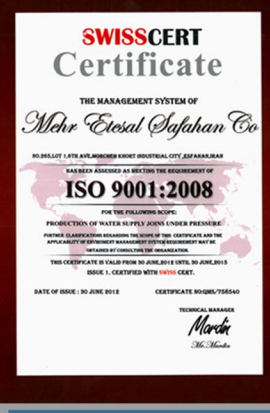 SWISSCERT
Certificate
THE MANAGEMENT SYSTEM OF
Mehr Etesal Safahan Co
NO.265,LOT 1,6TH AVE,MORCHEH KHORT INDUSTRIAL CITY ,ESFAHAN,IRAN
HAS BEEN ASSESSED AS MEETING THE REQUIREMENT OF
ISO 9001:2008
FOR THE FOLLOWING SCOPE:
PRODUCTION OF WATER SUPPLY JOINS UNDER PRESSURE
FURTHER CLASSIFICATIONS REGARDING THE SCOPE OF THIS CERTIFICATE AND THE
APPLICABILITY OF ENVIROMENT MANAGEMENT SYSTEM REQUIREMENT MAY BE
OBTAINED BY CONSULTING THE ORGANIZATION.
THIS CERTIFICATE IS VALID FROM 30 JUNE,2012 UNTIL 30 JUNE,2015
ISSUE 1. CERTIFIED WITH SWISS CERT.
DATE OF ISSUE : 30 JUNE 2012 CERTIFICATE NO:QMS/758540
TECHNICAL MANAGER
Mardin
Mr.Mardin